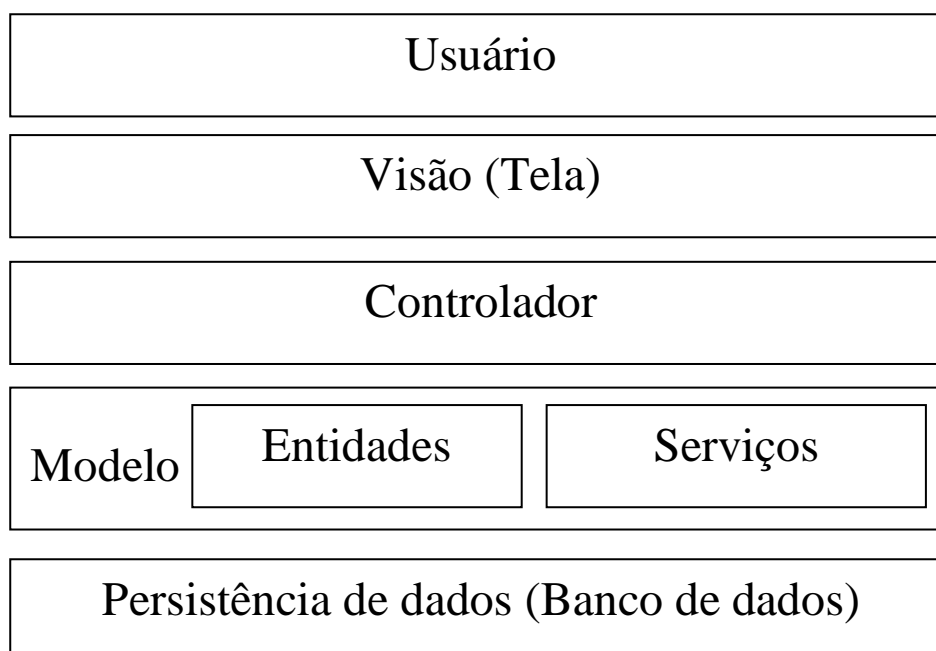 Usuário
Visão (Tela)
Controlador
Modelo
Entidades
Serviços
Persistência de dados (Banco de dados)